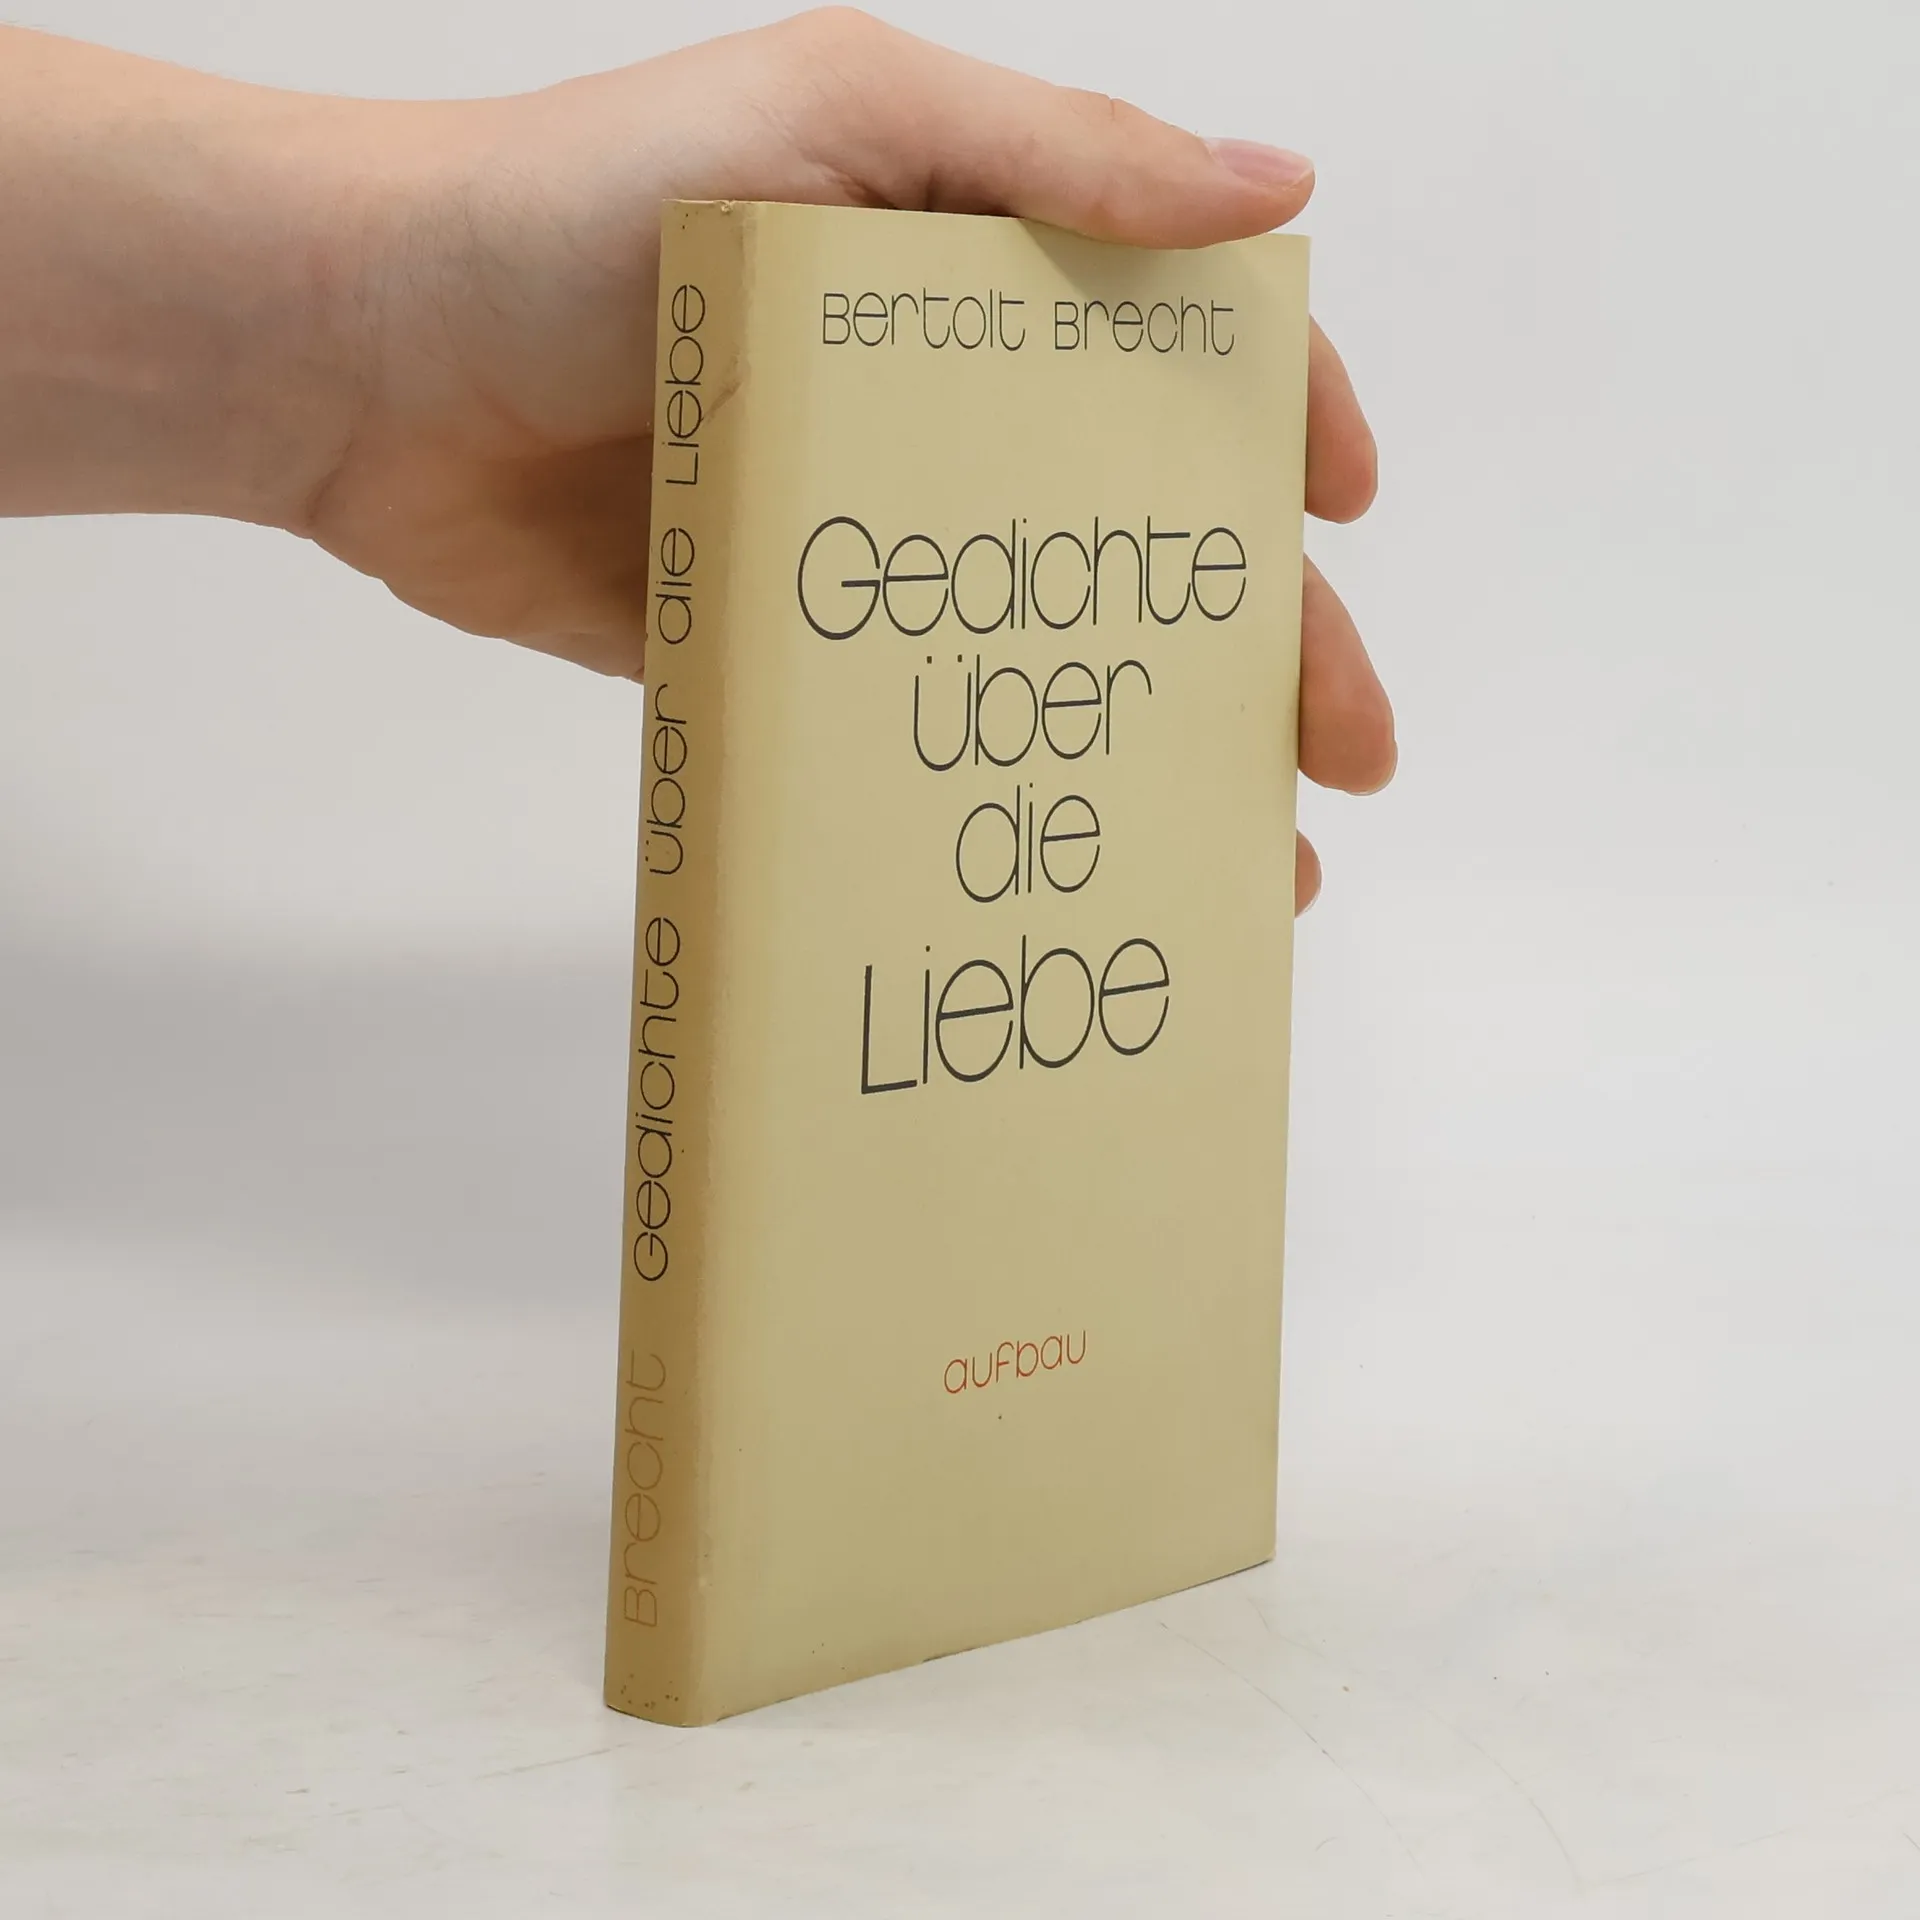 Bertolt Brecht
Gedichte
über
die
Liebe
aufbau
Brecht Gedichte über die Liebe